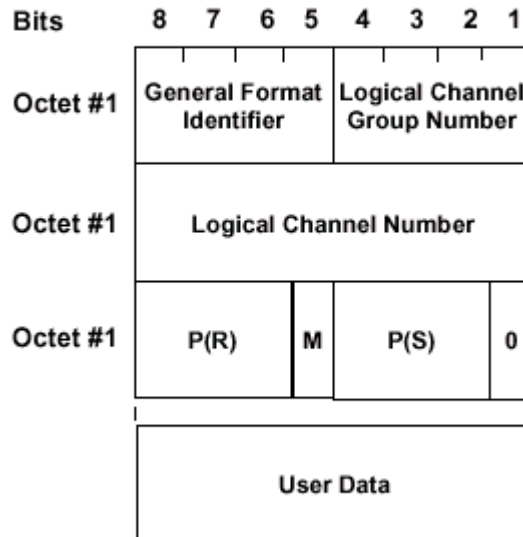 Bits 8 7 6 5 4 3 2 1
Octet #1 General Format Identifier Logical Channel Group Number
Octet #1 Logical Channel Number
Octet #1 P(R) M P(S) 0
User Data